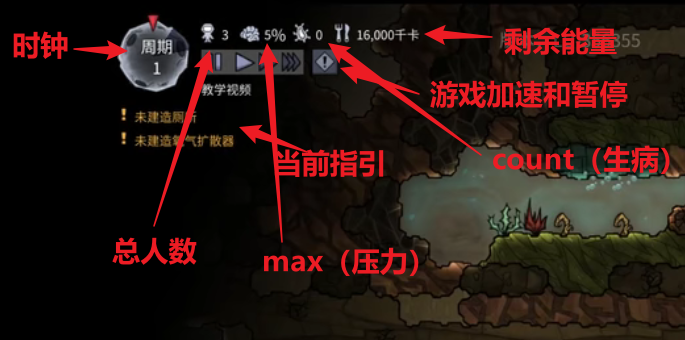 时钟
周期
1
3
5%
0
16,000千卡
剩余能量
355
游戏加速和暂停
教学视频
未建造厕所
未建造氧气扩散器
当前指引
count（生病）
总人数
max（压力）